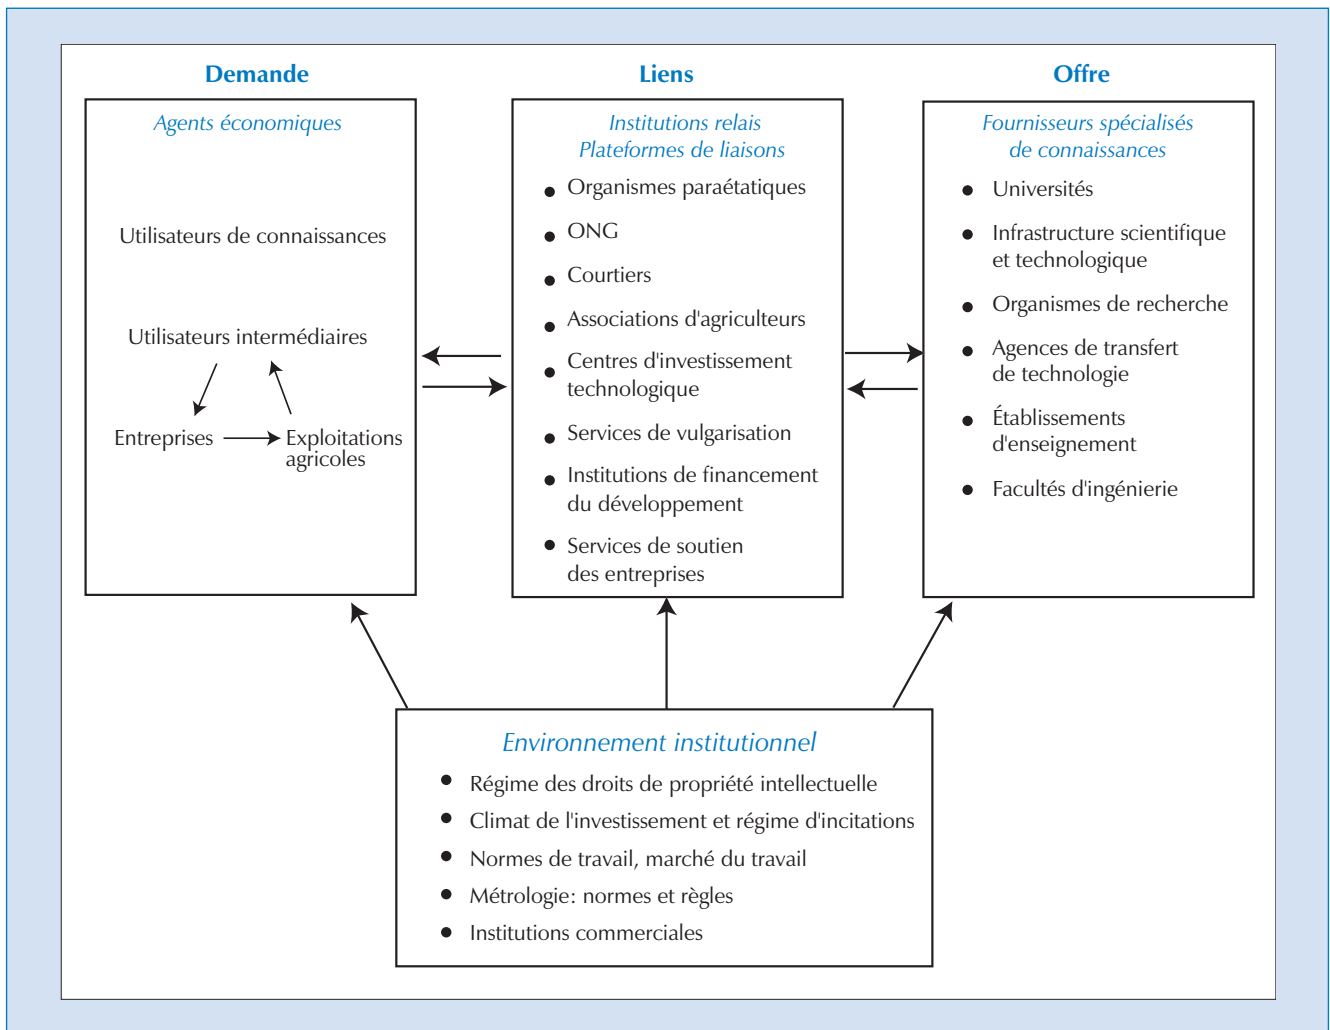 Demande
Agents économiques
Utilisateurs de connaissances
Utilisateurs intermédiaires
Entreprises
Exploitations
agricoles
Liens
Institutions relais
Plateformes de liaisons
• Organismes paraétatiques
• ONG
• Courtiers
• Associations d'agriculteurs
• Centres d'investissement
technologique
• Services de vulgarisation
• Institutions de financement
du développement
• Services de soutien
des entreprises
Offre
Fournisseurs spécialisés
de connaissances
• Universités
• Infrastructure scientifique
et technologique
• Organismes de recherche
• Agences de transfert
de technologie
• Établissements
d'enseignement
• Facultés d'ingénierie
Environnement institutionnel
• Régime des droits de propriété intellectuelle
• Climat de l'investissement et régime d'incitations
• Normes de travail, marché du travail
• Métrologie: normes et règles
• Institutions commerciales